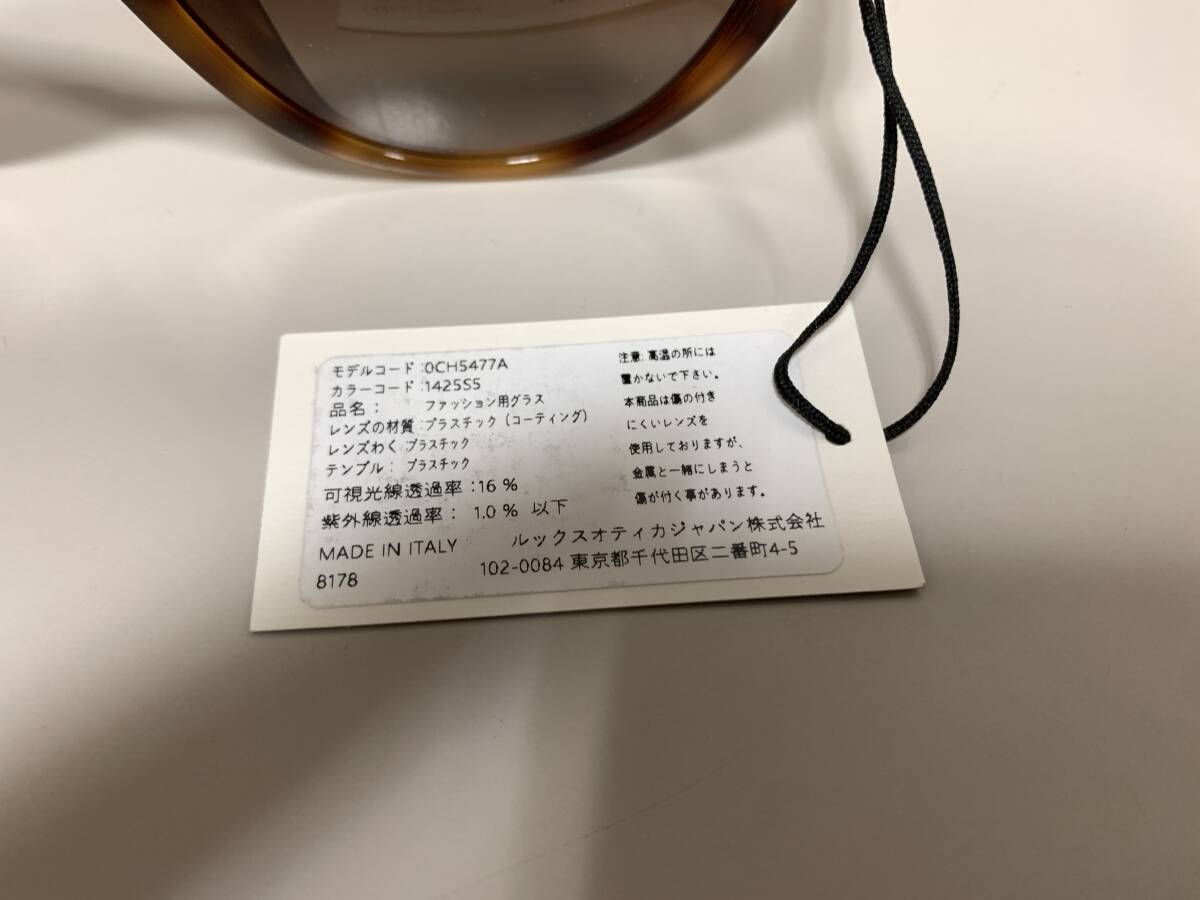 モデルコード:0CH5477A
カラーコード:1425S5
品名: ファッション用グラス
レンズの材質:プラスチック(コーティング)
レンズわく:プラスチック
テンプル: プラスチック
可視光線透過率:16 %
紫外線透過率: 1.0 % 以下
MADE IN ITALY
8178
注意:高温の所には
置かないで下さい。
本商品は傷の付き
にくいレンズを
使用しておりますが、
金属と一緒にしまうと
傷が付く事があります。
ルックスオティカジャパン株式会社
102-0084 東京都千代田区二番町4-5